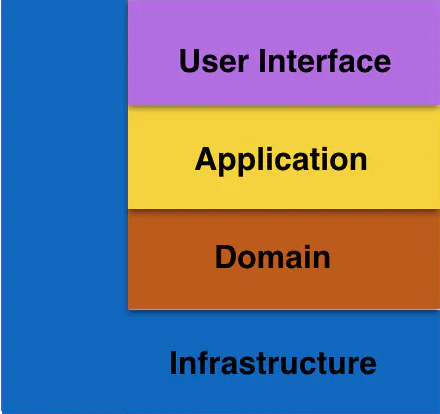 User Interface
Application
Domain
Infrastructure